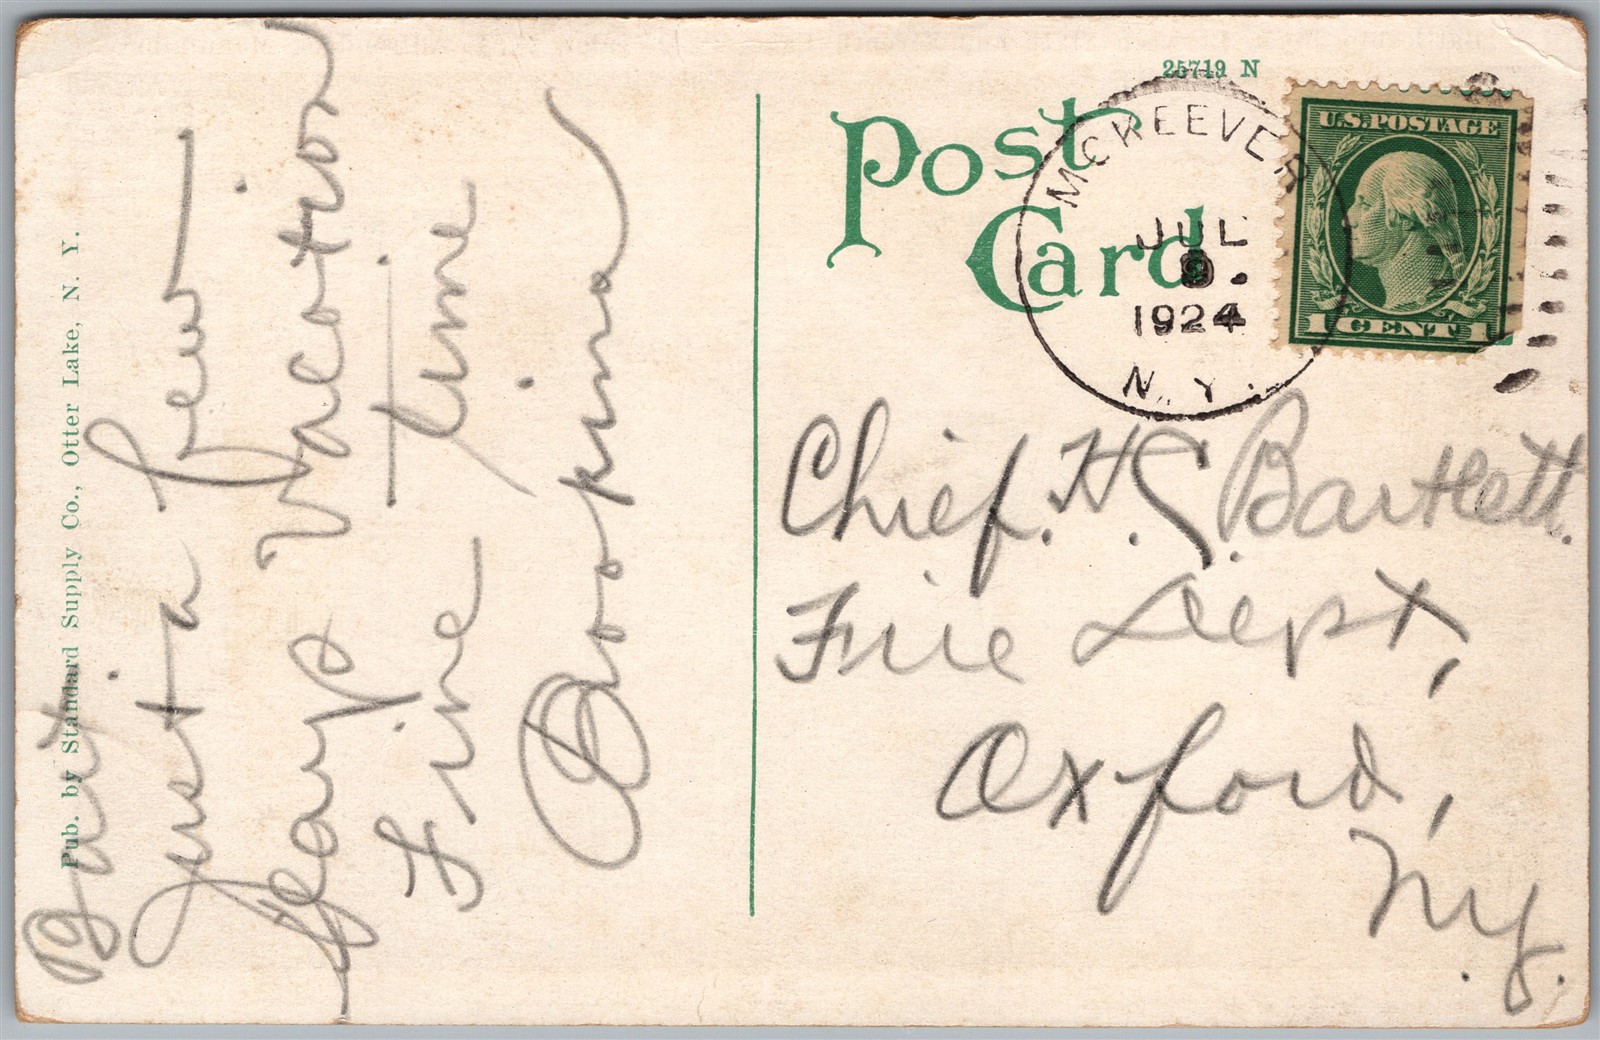 25719 N
Post Card
McKEEVER
JUL
1924
N. Y.
U.S. POSTAGE
1 CENT 1
Pub. by Standard Supply Co., Otter Lake, N. Y.
Bart
Just a few
days Vacation
Fine time
Chief. H. S. Bartlett.
Fire Dept,
Oxford,
N.y.